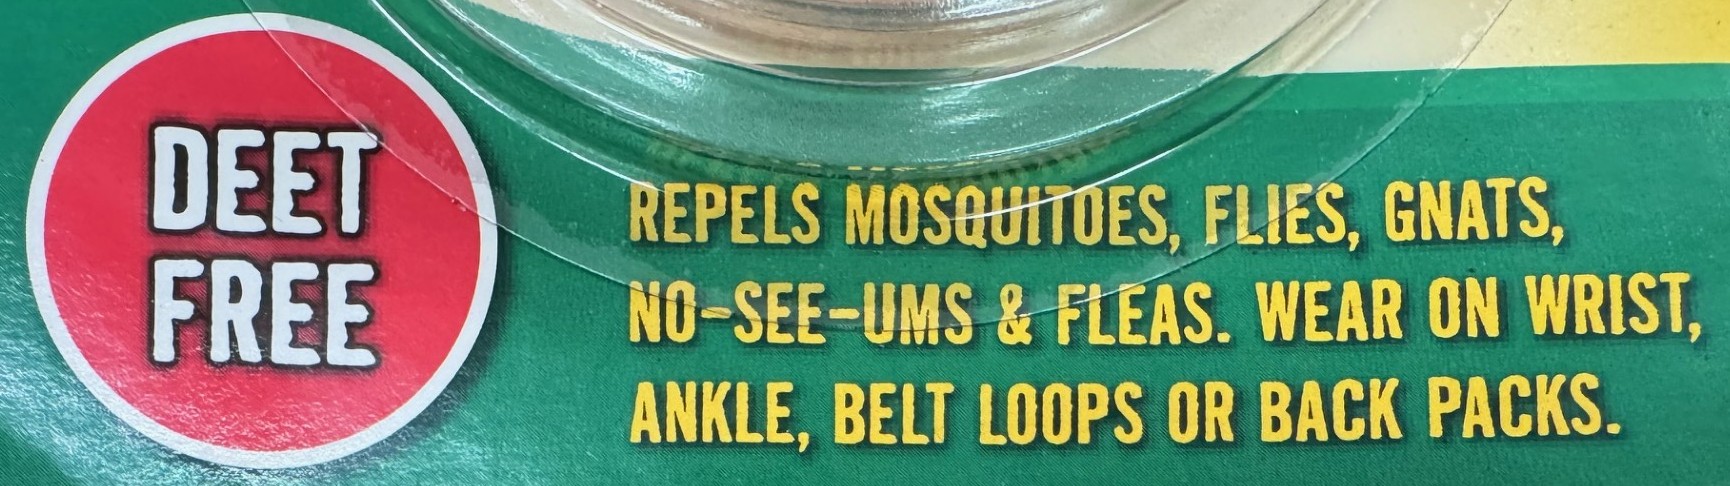 DEET
FREE
REPELS MOSQUITOES, FLIES, GNATS,
NO-SEE-UMS & FLEAS. WEAR ON WRIST,
ANKLE, BELT LOOPS OR BACK PACKS.